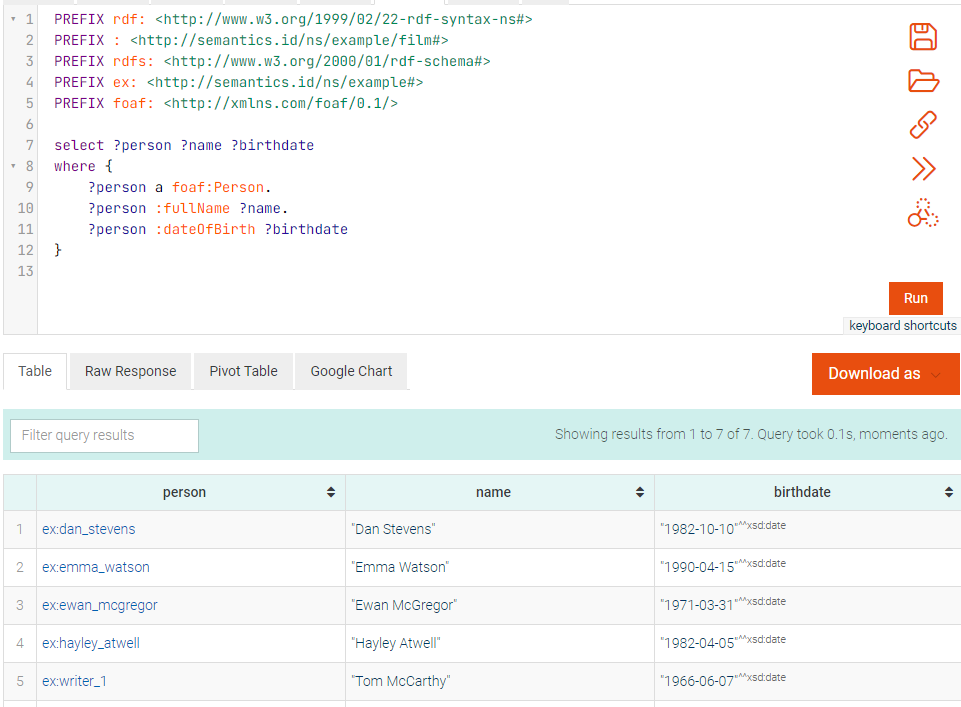 1 PREFIX rdf: <http://www.w3.org/1999/02/22-rdf-syntax-ns#>
2 PREFIX : <http://semantics.id/ns/example/film#>
3 PREFIX rdfs: <http://www.w3.org/2000/01/rdf-schema#>
4 PREFIX ex: <http://semantics.id/ns/example#>
5 PREFIX foaf: <http://xmlns.com/foaf/0.1/>
6
7 select ?person ?name ?birthdate
8 where {
9 ?person a foaf:Person.
10 ?person :fullName ?name.
11 ?person :dateOfBirth ?birthdate
12 }
13
Run
keyboard shortcuts
Table Raw Response Pivot Table Google Chart Download as
Filter query results Showing results from 1 to 7 of 7. Query took 0.1s, moments ago.
person name birthdate
1 ex:dan_stevens "Dan Stevens" "1982-10-10"^^xsd:date
2 ex:emma_watson "Emma Watson" "1990-04-15"^^xsd:date
3 ex:ewan_mcgregor "Ewan McGregor" "1971-03-31"^^xsd:date
4 ex:hayley_atwell "Hayley Atwell" "1982-04-05"^^xsd:date
5 ex:writer_1 "Tom McCarthy" "1966-06-07"^^xsd:date